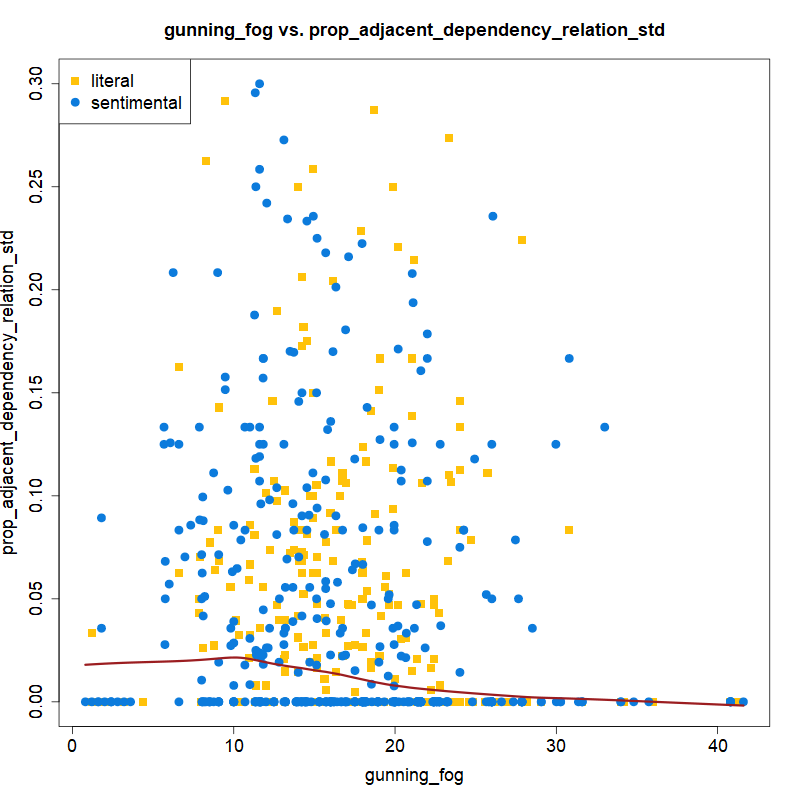 gunning_fog vs. prop_adjacent_dependency_relation_std
literal
sentimental
prop_adjacent_dependency_relation_std
0.30
0.25
0.20
0.15
0.10
0.05
0.00
0 10 20 30 40
gunning_fog